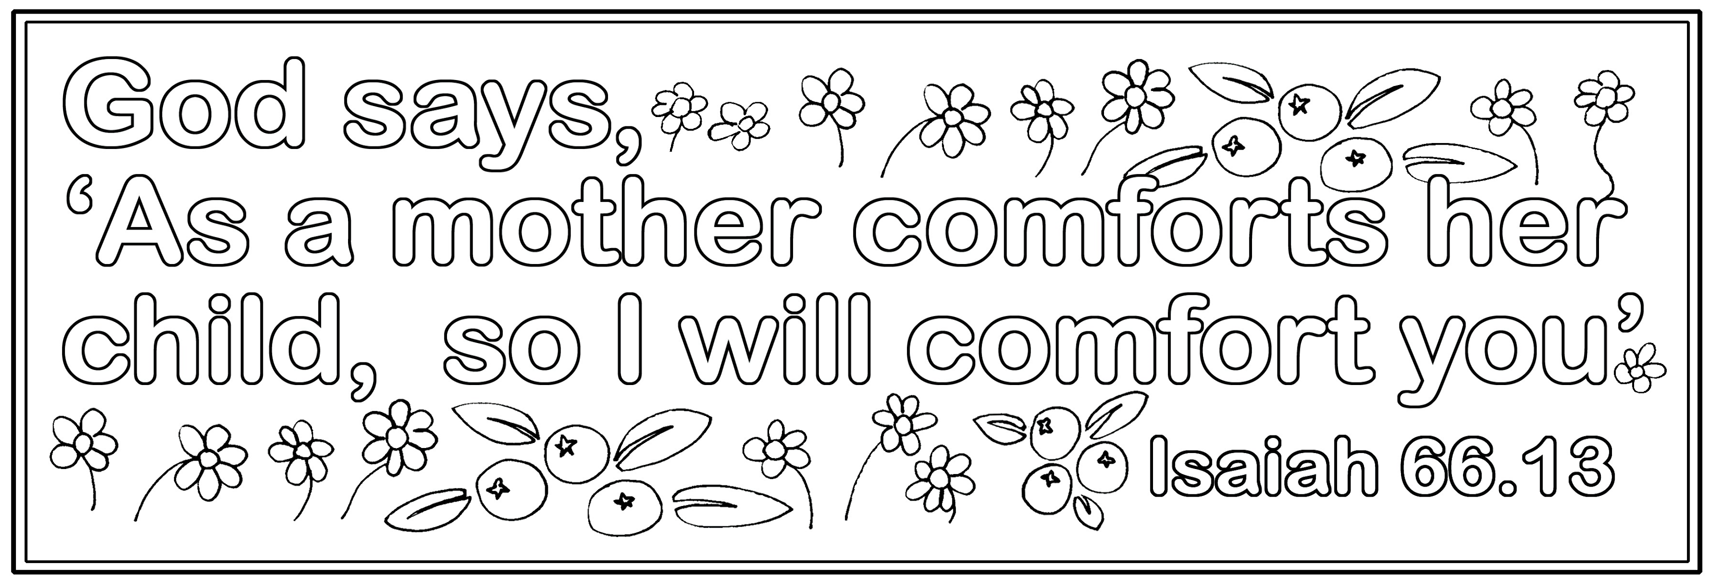 God says,
‘As a mother comforts her
child,  so I will comfort you’
Isaiah 66.13